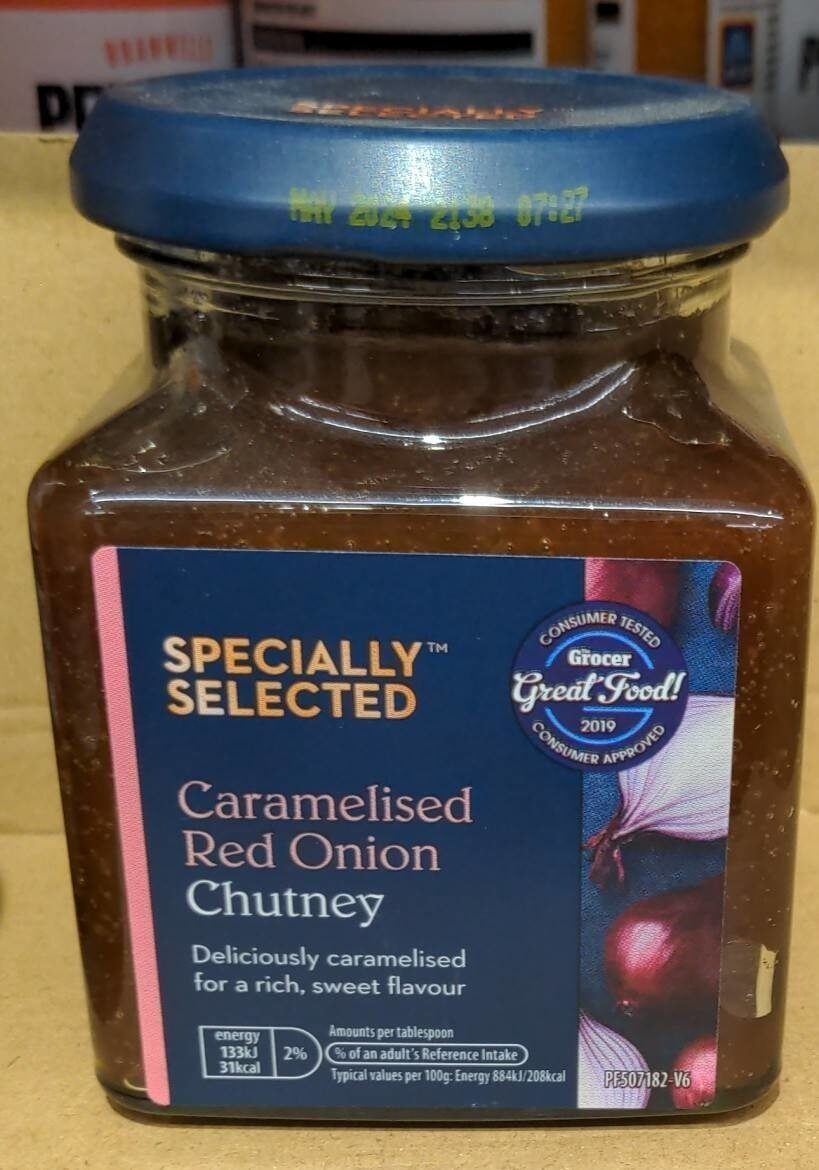 BRANWELL
MAY 2024 2138 07:27
SPECIALLY™
SELECTED
CONSUMER TESTED
The Grocer
Great Food!
2019
CONSUMER APPROVED
Caramelised
Red Onion
Chutney
Deliciously caramelised
for a rich, sweet flavour
energy
133kJ
31kcal
2%
Amounts per tablespoon
% of an adult's Reference Intake
Typical values per 100g: Energy 884kJ/208kcal
PF507182-V6